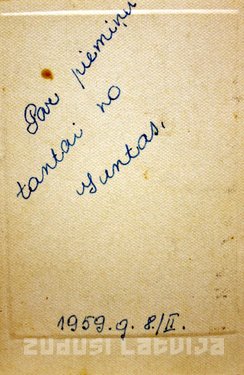 Par piemiņu
tantai no
Guntas.
1959.g. 8./II.
ZUDUSI LATVIJA